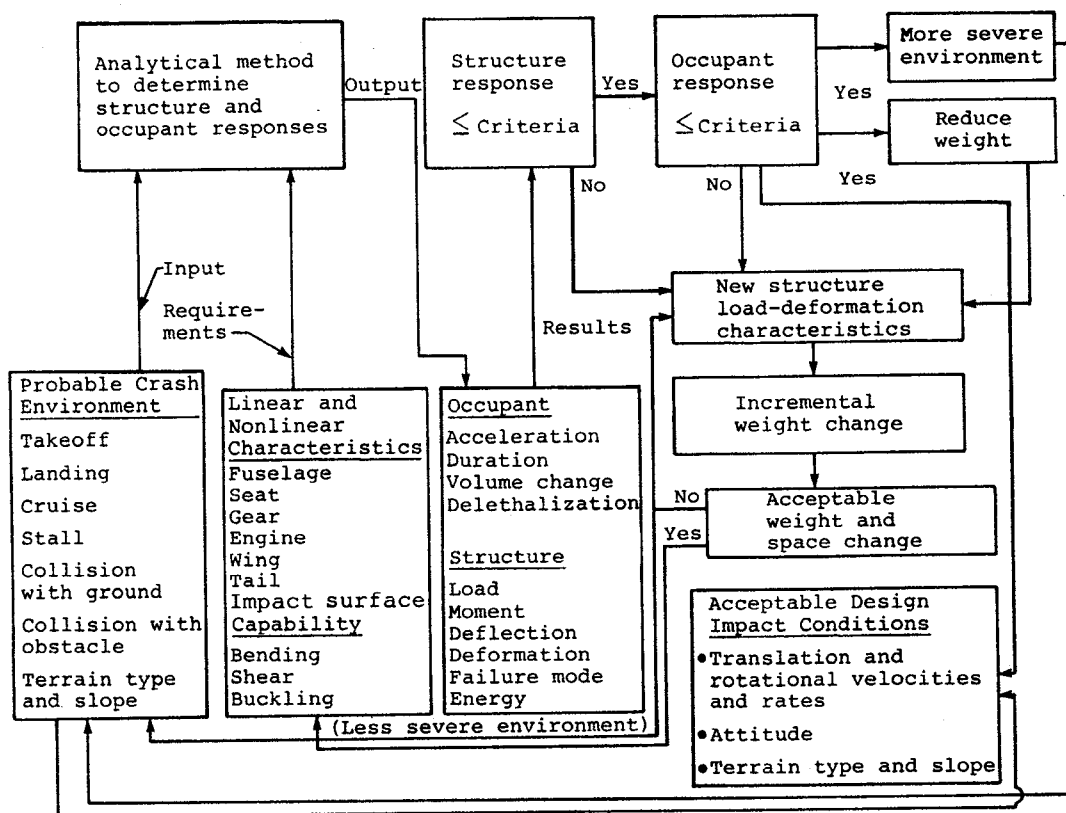 Analytical method
to determine
structure and
occupant responses
Output
Structure
response
≤ Criteria
Yes
Occupant
response
≤ Criteria
More severe
environment
Yes
Reduce
weight
Yes
No
No
Input
Require-
ments
Results
New structure
load-deformation
characteristics
Incremental
weight change
No
Yes
Acceptable
weight and
space change
Probable Crash
Environment
Takeoff
Landing
Cruise
Stall
Collision
with ground
Collision with
obstacle
Terrain type
and slope
Linear and
Nonlinear
Characteristics
Fuselage
Seat
Gear
Engine
Wing
Tail
Impact surface
Capability
Bending
Shear
Buckling
Occupant
Acceleration
Duration
Volume change
Delethalization
Structure
Load
Moment
Deflection
Deformation
Failure mode
Energy
(Less severe environment)
Acceptable Design
Impact Conditions
•Translation and
rotational velocities
and rates
•Attitude
•Terrain type and slope